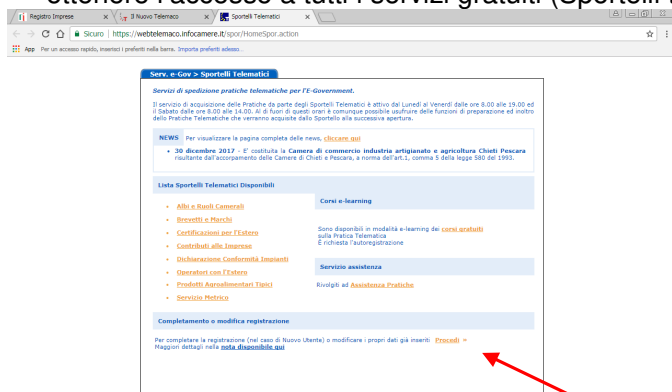 ottenere l'accesso a tutti i servizi gratuiti (Sportelli
Registro Imprese
Il Nuovo Telemaco
Sportelli Telematici
Sicuro | https://webtelemaco.infocamere.it/spor/HomeSpor.action
App Per un accesso rapido, inserisci i preferiti nella barra. Importa preferiti adesso...
Serv. e-Gov > Sportelli Telematici
Servizi di spedizione pratiche telematiche per l'E-Government.
Il servizio di acquisizione delle Pratiche da parte degli Sportelli Telematici è attivo dal Lunedì al Venerdì dalle ore 8.00 alle 19.00 ed
il Sabato dalle ore 8.00 alle 14.00. Al di fuori di questi orari è comunque possibile usufruire delle funzioni di preparazione ed inoltro
dello Pratiche Telematiche che verranno acquisite dallo Sportello alla successiva apertura.
NEWS Per visualizzare la pagina completa delle news, cliccare qui
• 30 dicembre 2017 - E' costituita la Camera di commercio industria artigianato e agricoltura Chieti Pescara
risultante dall'accorpamento delle Camere di Chieti e Pescara, a norma dell'art.1, comma 5 della legge 580 del 1993.
Lista Sportelli Telematici Disponibili
• Albi e Ruoli Camerali
• Brevetti e Marchi
• Certificazioni per l'Estero
• Contributi alle Imprese
• Dichiarazione Conformità Impianti
• Operatori con l'Estero
• Prodotti Agroalimentari Tipici
• Servizio Metrico
Corsi e-learning
Sono disponibili in modalità e-learning dei corsi gratuiti
sulla Pratica Telematica
È richiesta l'autoregistrazione
Servizio assistenza
Rivolgiti ad Assistenza Pratiche
Completamento o modifica registrazione
Per completare la registrazione (nel caso di Nuovo Utente) o modificare i propri dati già inseriti Procedi »
Maggiori dettagli nella nota disponibile qui